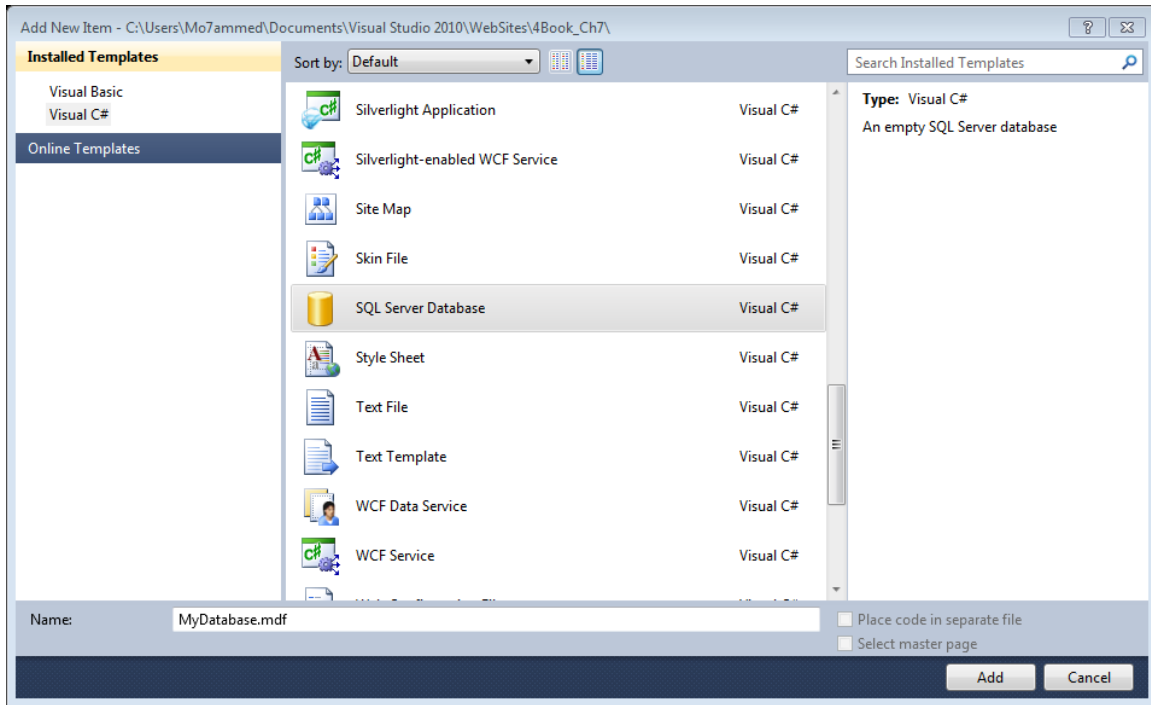 Add New Item - C:\Users\Mo7ammed\Documents\Visual Studio 2010\WebSites\4Book_Ch7\
Installed Templates
Visual Basic
Visual C#
Online Templates
Sort by: Default
Search Installed Templates
Silverlight Application Visual C#
Silverlight-enabled WCF Service Visual C#
Site Map Visual C#
Skin File Visual C#
SQL Server Database Visual C#
Style Sheet Visual C#
Text File Visual C#
Text Template Visual C#
WCF Data Service Visual C#
WCF Service Visual C#
Type: Visual C#
An empty SQL Server database
Name: MyDatabase.mdf
Place code in separate file
Select master page
Add Cancel